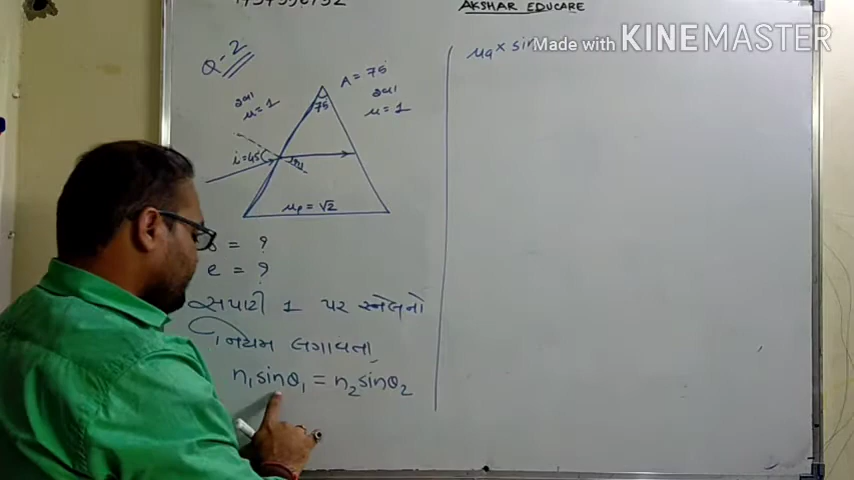 AKSHAR EDUCARE
Made with KINEMASTER
Q-2
A = 75°
હવા
μ = 1
75
હવા
μ = 1
i=45
r₁
μₚ = √2
= ?
e = ?
સપાટી 1 પર સ્નેલનો
નિયમ લગાવતાં
n₁sinθ₁ = n₂sinθ₂
μa × sin